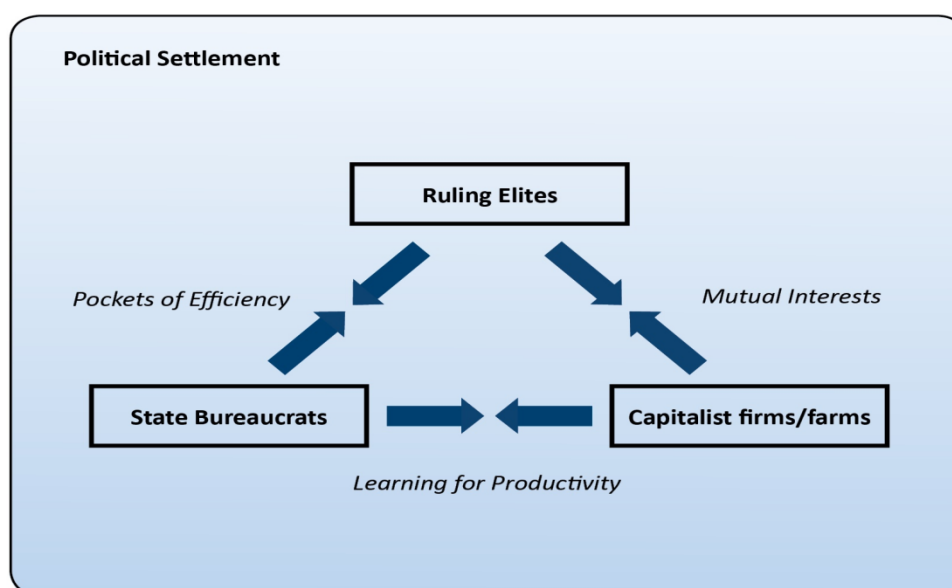 Political Settlement
Ruling Elites
Pockets of Efficiency
Mutual Interests
State Bureaucrats
Capitalist firms/farms
Learning for Productivity